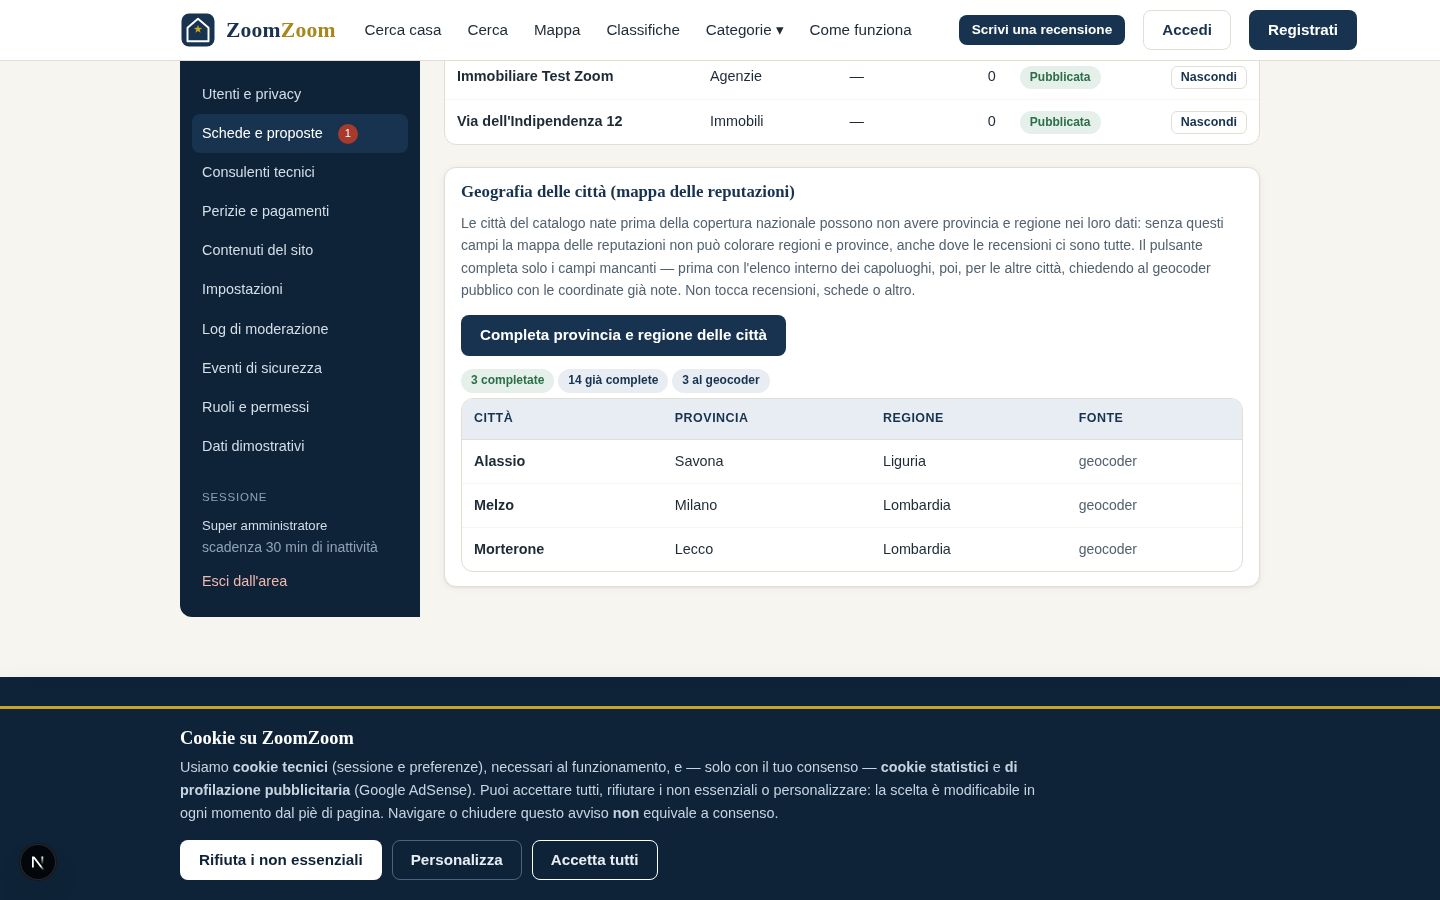 ZoomZoom
Cerca casa
Cerca
Mappa
Classifiche
Categorie ▾
Come funziona
Scrivi una recensione
Accedi
Registrati
Utenti e privacy
Schede e proposte 1
Consulenti tecnici
Perizie e pagamenti
Contenuti del sito
Impostazioni
Log di moderazione
Eventi di sicurezza
Ruoli e permessi
Dati dimostrativi
SESSIONE
Super amministratore
scadenza 30 min di inattività
Esci dall'area
Immobiliare Test Zoom Agenzie — 0 Pubblicata Nascondi
Via dell'Indipendenza 12 Immobili — 0 Pubblicata Nascondi
Geografia delle città (mappa delle reputazioni)
Le città del catalogo nate prima della copertura nazionale possono non avere provincia e regione nei loro dati: senza questi
campi la mappa delle reputazioni non può colorare regioni e province, anche dove le recensioni ci sono tutte. Il pulsante
completa solo i campi mancanti — prima con l'elenco interno dei capoluoghi, poi, per le altre città, chiedendo al geocoder
pubblico con le coordinate già note. Non tocca recensioni, schede o altro.
Completa provincia e regione delle città
3 completate 14 già complete 3 al geocoder
CITTÀ PROVINCIA REGIONE FONTE
Alassio Savona Liguria geocoder
Melzo Milano Lombardia geocoder
Morterone Lecco Lombardia geocoder
Cookie su ZoomZoom
Usiamo cookie tecnici (sessione e preferenze), necessari al funzionamento, e — solo con il tuo consenso — cookie statistici e di
profilazione pubblicitaria (Google AdSense). Puoi accettare tutti, rifiutare i non essenziali o personalizzare: la scelta è modificabile in
ogni momento dal piè di pagina. Navigare o chiudere questo avviso non equivale a consenso.
Rifiuta i non essenziali
Personalizza
Accetta tutti